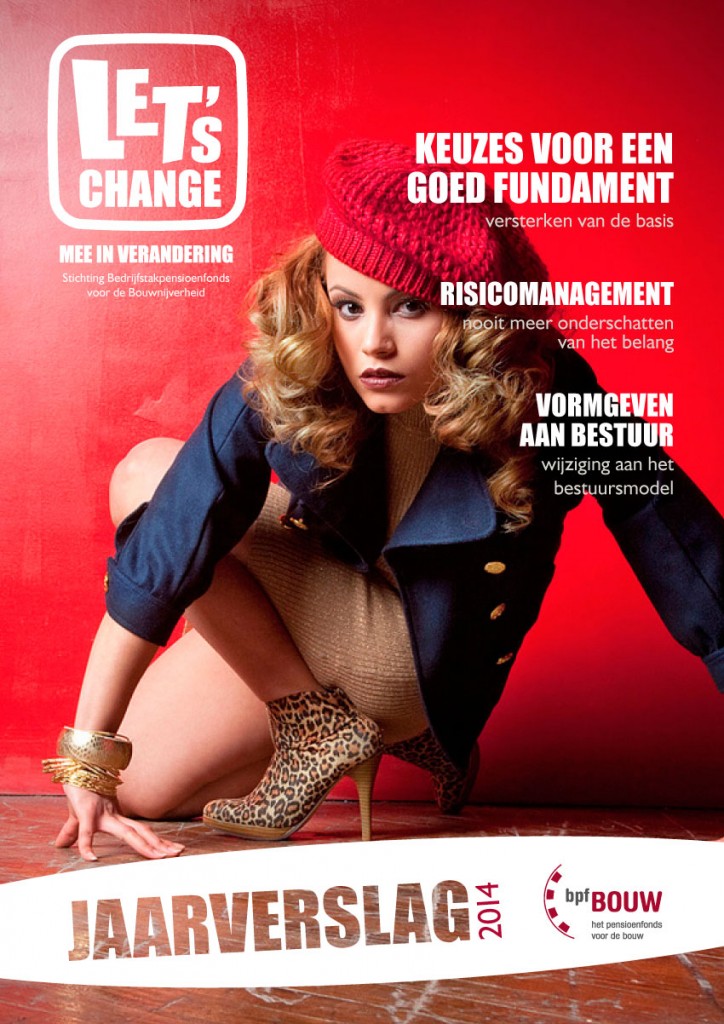 LET'S
CHANGE
MEE IN VERANDERING
Stichting Bedrijfstakpensioenfonds
voor de Bouwnijverheid
KEUZES VOOR EEN
GOED FUNDAMENT
versterken van de basis
RISICOMANAGEMENT
nooit meer onderschatten
van het belang
VORMGEVEN
AAN BESTUUR
wijziging aan het
bestuursmodel
JAARVERSLAG 2014
bpfBOUW
het pensioenfonds
voor de bouw